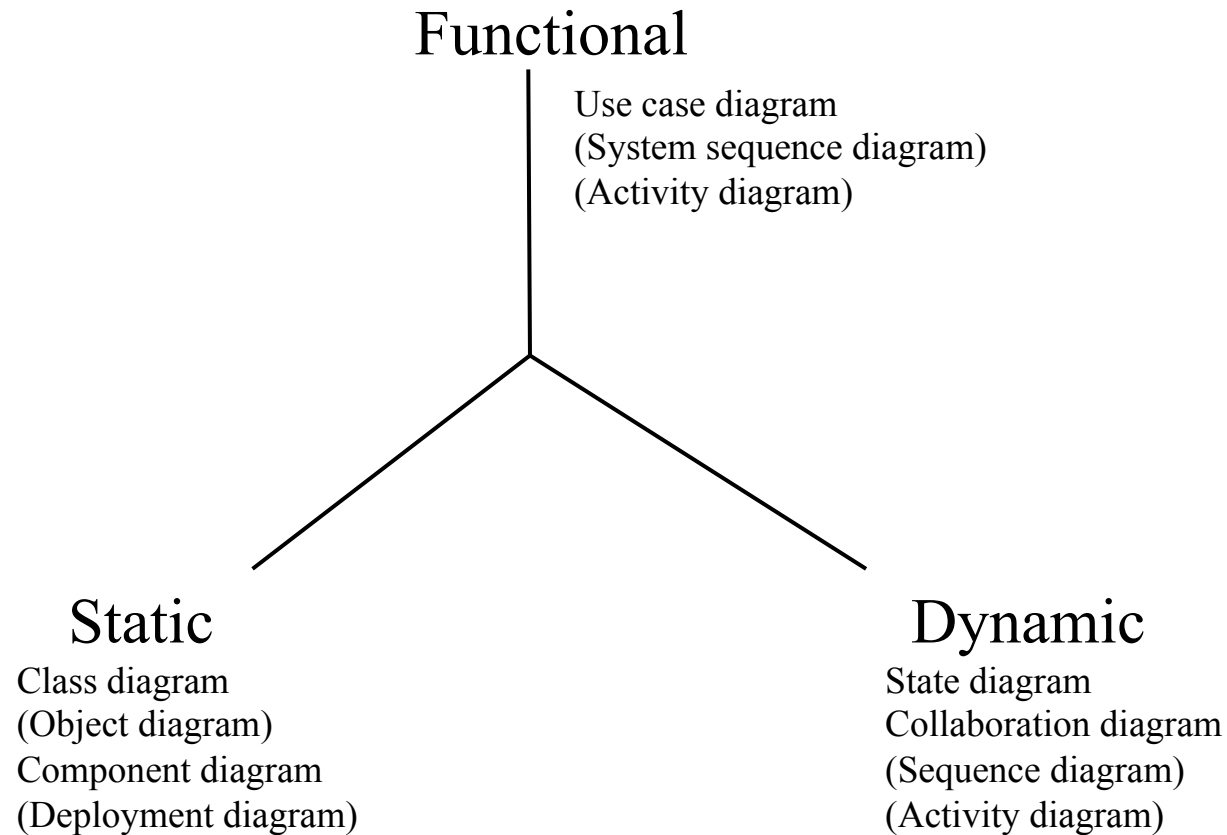 Functional
Use case diagram
(System sequence diagram)
(Activity diagram)
Static
Class diagram
(Object diagram)
Component diagram
(Deployment diagram)
Dynamic
State diagram
Collaboration diagram
(Sequence diagram)
(Activity diagram)